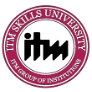 ITM SKILLS UNIVERSITY
itm
ITM GROUP OF INSTITUTIONS